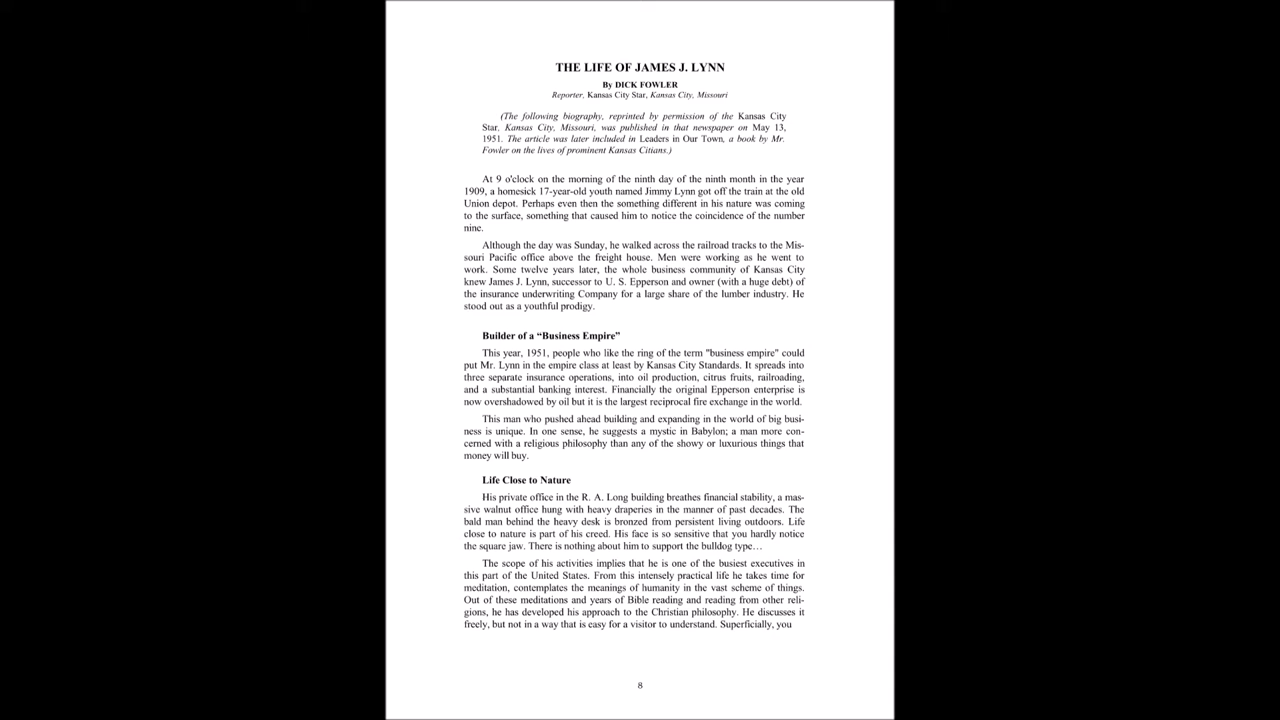 THE LIFE OF JAMES J. LYNN
By DICK FOWLER
Reporter, Kansas City Star, Kansas City, Missouri
(The following biography, reprinted by permission of the Kansas City
Star, Kansas City, Missouri, was published in that newspaper on May 13,
1951. The article was later included in Leaders in Our Town, a book by Mr.
Fowler on the lives of prominent Kansas Citians.)
At 9 o'clock on the morning of the ninth day of the ninth month in the year
1909, a homesick 17-year-old youth named Jimmy Lynn got off the train at the old
Union depot. Perhaps even then the something different in his nature was coming
to the surface, something that caused him to notice the coincidence of the number
nine.
Although the day was Sunday, he walked across the railroad tracks to the Mis-
souri Pacific office above the freight house. Men were working as he went to
work. Some twelve years later, the whole business community of Kansas City
knew James J. Lynn, successor to U. S. Epperson and owner (with a huge debt) of
the insurance underwriting Company for a large share of the lumber industry. He
stood out as a youthful prodigy.
Builder of a “Business Empire”
This year, 1951, people who like the ring of the term "business empire" could
put Mr. Lynn in the empire class at least by Kansas City Standards. It spreads into
three separate insurance operations, into oil production, citrus fruits, railroading,
and a substantial banking interest. Financially the original Epperson enterprise is
now overshadowed by oil but it is the largest reciprocal fire exchange in the world.
This man who pushed ahead building and expanding in the world of big busi-
ness is unique. In one sense, he suggests a mystic in Babylon; a man more con-
cerned with a religious philosophy than any of the showy or luxurious things that
money will buy.
Life Close to Nature
His private office in the R. A. Long building breathes financial stability, a mas-
sive walnut office hung with heavy draperies in the manner of past decades. The
bald man behind the heavy desk is bronzed from persistent living outdoors. Life
close to nature is part of his creed. His face is so sensitive that you hardly notice
the square jaw. There is nothing about him to support the bulldog type…
The scope of his activities implies that he is one of the busiest executives in
this part of the United States. From this intensely practical life he takes time for
meditation, contemplates the meanings of humanity in the vast scheme of things.
Out of these meditations and years of Bible reading and reading from other reli-
gions, he has developed his approach to the Christian philosophy. He discusses it
freely, but not in a way that is easy for a visitor to understand. Superficially, you
8